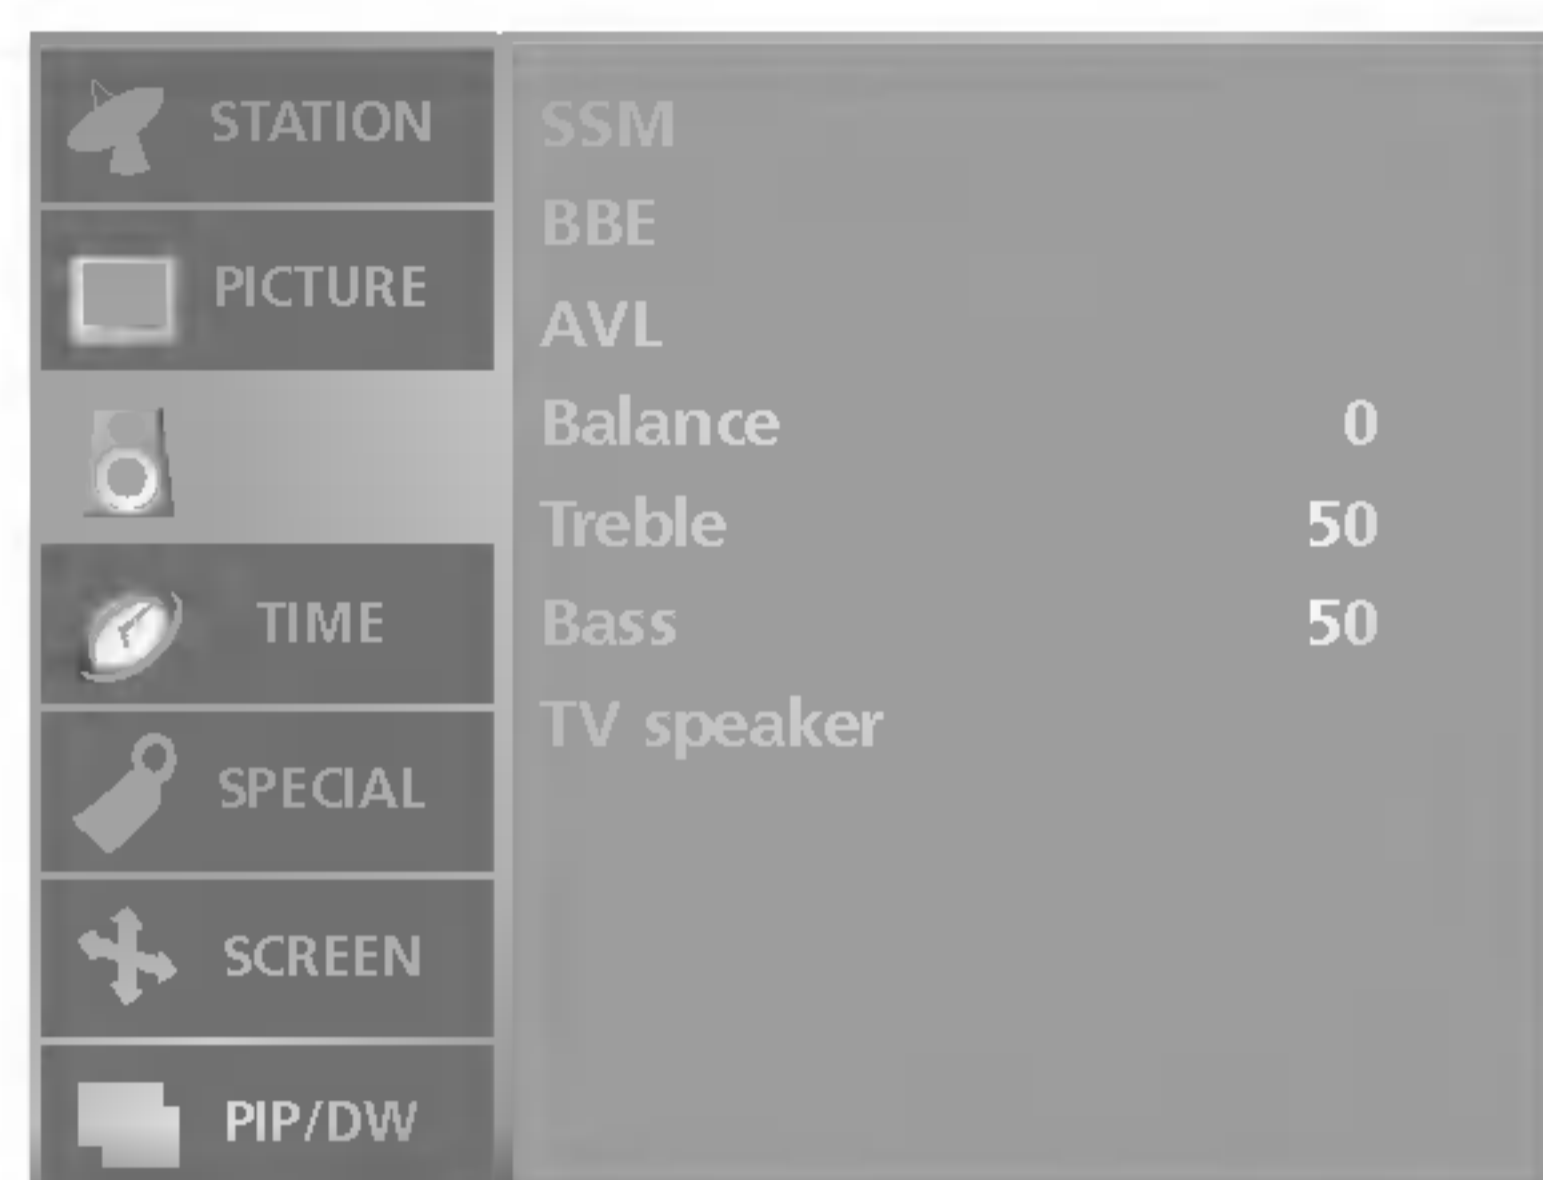 STATION
PICTURE
TIME
SPECIAL
SCREEN
PIP/DW
SSM
BBE
AVL
Balance 0
Treble 50
Bass 50
TV speaker